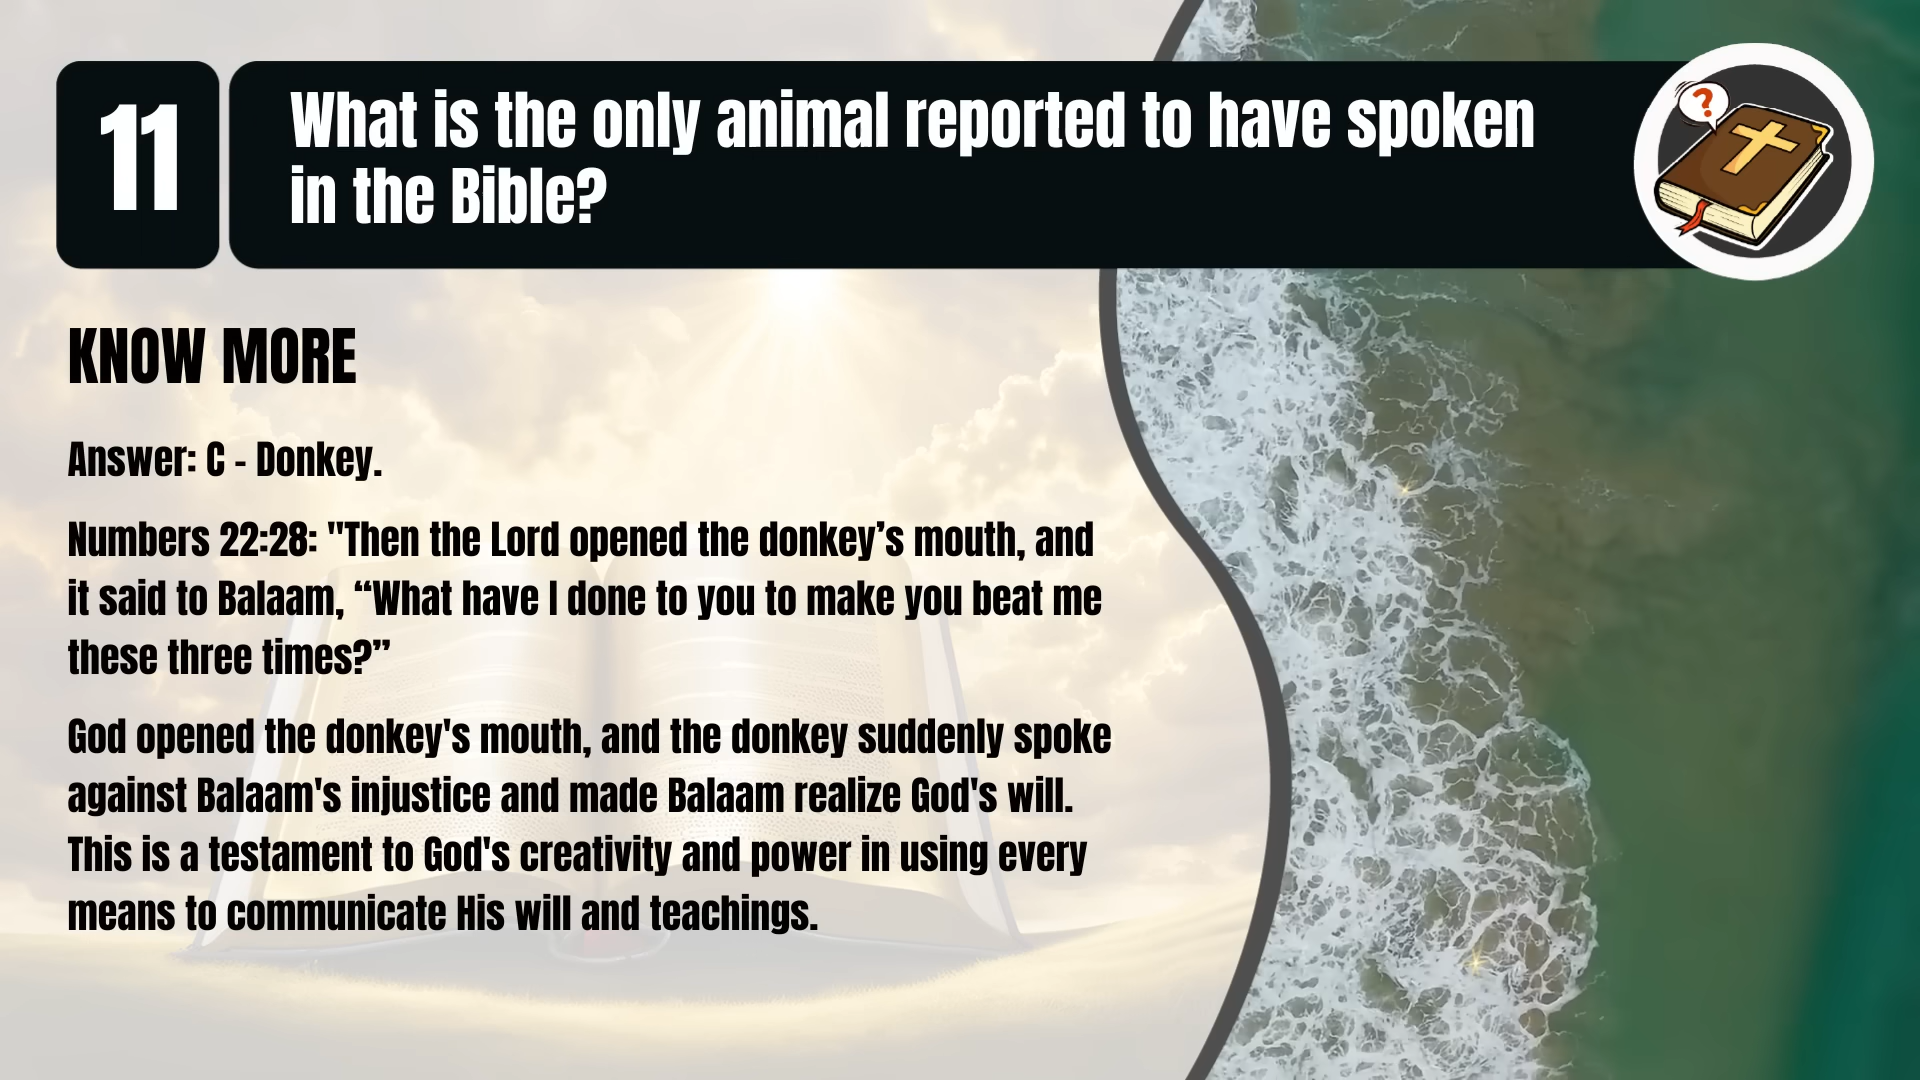 11
What is the only animal reported to have spoken
in the Bible?
?
KNOW MORE
Answer: C - Donkey.
Numbers 22:28: "Then the Lord opened the donkey’s mouth, and
it said to Balaam, “What have I done to you to make you beat me
these three times?”
God opened the donkey's mouth, and the donkey suddenly spoke
against Balaam's injustice and made Balaam realize God's will.
This is a testament to God's creativity and power in using every
means to communicate His will and teachings.